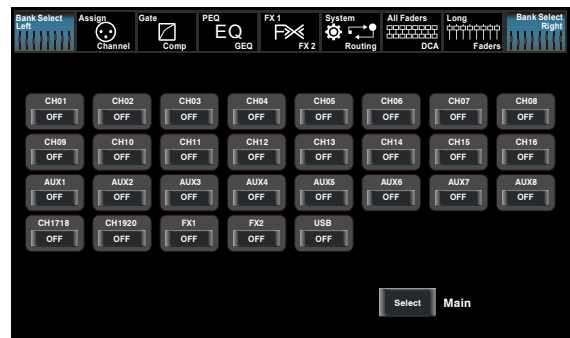 Bank Select
Left
Assign
Channel
Gate
Comp
PEQ
EQ
GEQ
FX 1
FX 2
System
Routing
All Faders
DCA
Long
Faders
Bank Select
Right
CH01 CH02 CH03 CH04 CH05 CH06 CH07 CH08
OFF OFF OFF OFF OFF OFF OFF OFF
CH09 CH10 CH11 CH12 CH13 CH14 CH15 CH16
OFF OFF OFF OFF OFF OFF OFF OFF
AUX1 AUX2 AUX3 AUX4 AUX5 AUX6 AUX7 AUX8
OFF OFF OFF OFF OFF OFF OFF OFF
CH1718 CH1920 FX1 FX2 USB
OFF OFF OFF OFF OFF
Select Main